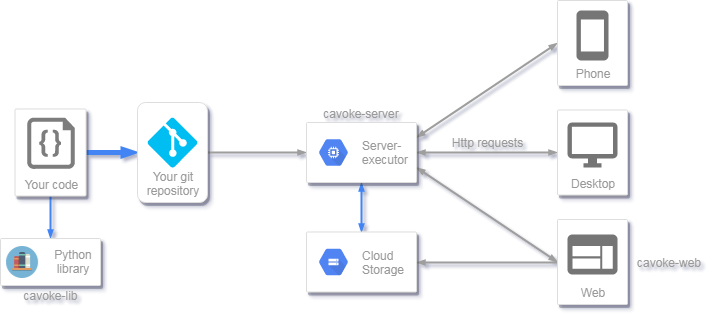 Phone
cavoke-server
Http requests
{}
Server-
executor
Your code
Your git
repository
Desktop
Python
library
Cloud
Storage
cavoke-web
cavoke-lib
Web